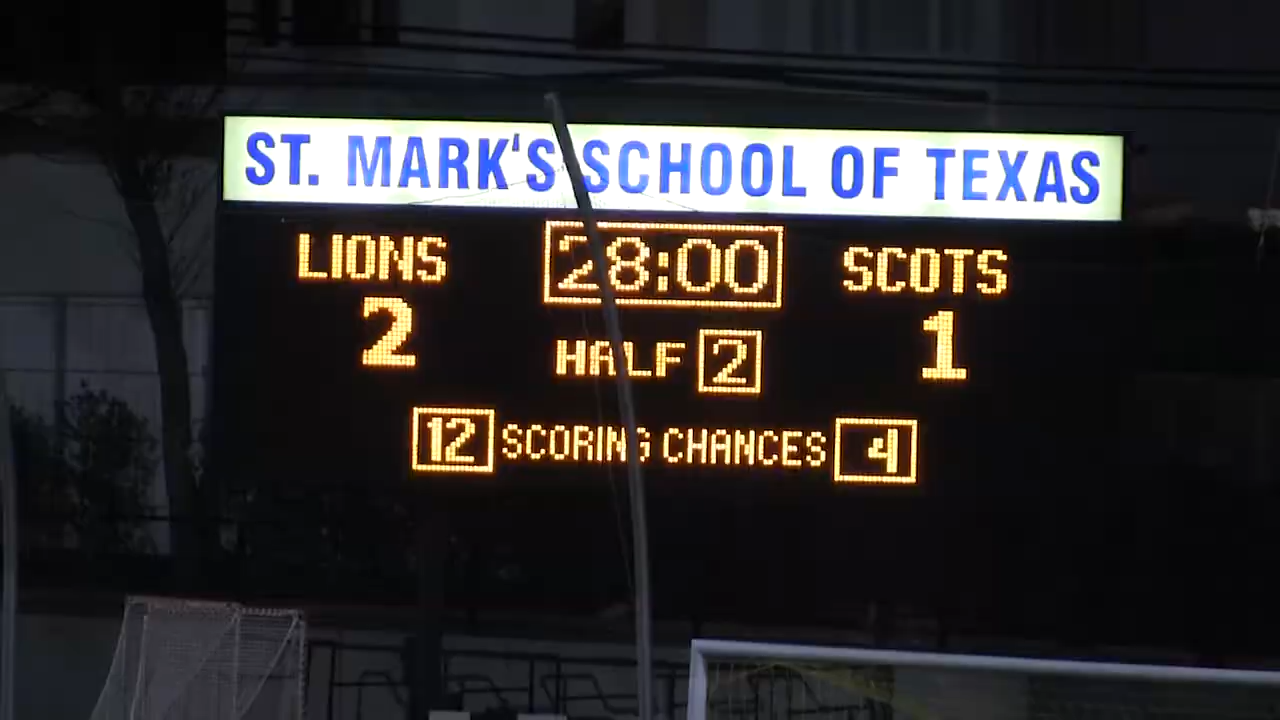 ST. MARK'S SCHOOL OF TEXAS
LIONS 28:00 SCOTS
2 HALF 2 1
12 SCORING CHANCES 4